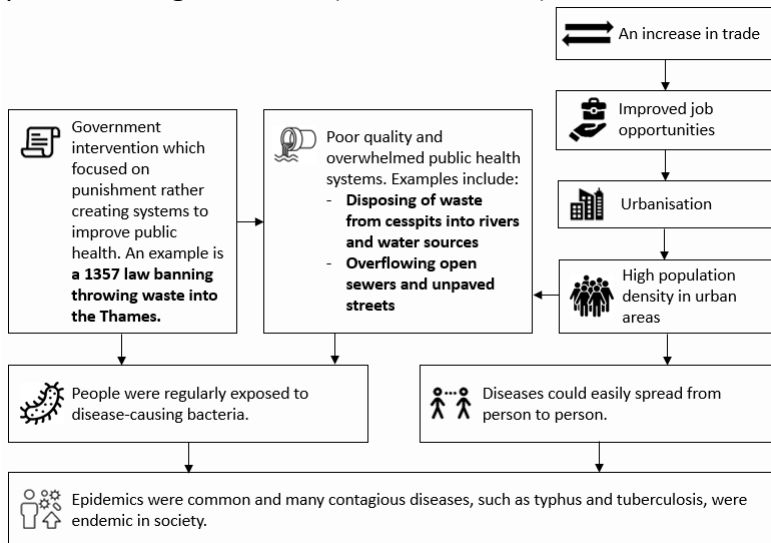 An increase in trade
Improved job
opportunities
Urbanisation
High population
density in urban
areas
Government
intervention which
focused on
punishment rather
creating systems to
improve public
health. An example is
a 1357 law banning
throwing waste into
the Thames.
Poor quality and
overwhelmed public health
systems. Examples include:
- Disposing of waste
from cesspits into rivers
and water sources
- Overflowing open
sewers and unpaved
streets
People were regularly exposed to
disease-causing bacteria.
Diseases could easily spread from
person to person.
Epidemics were common and many contagious diseases, such as typhus and tuberculosis, were
endemic in society.